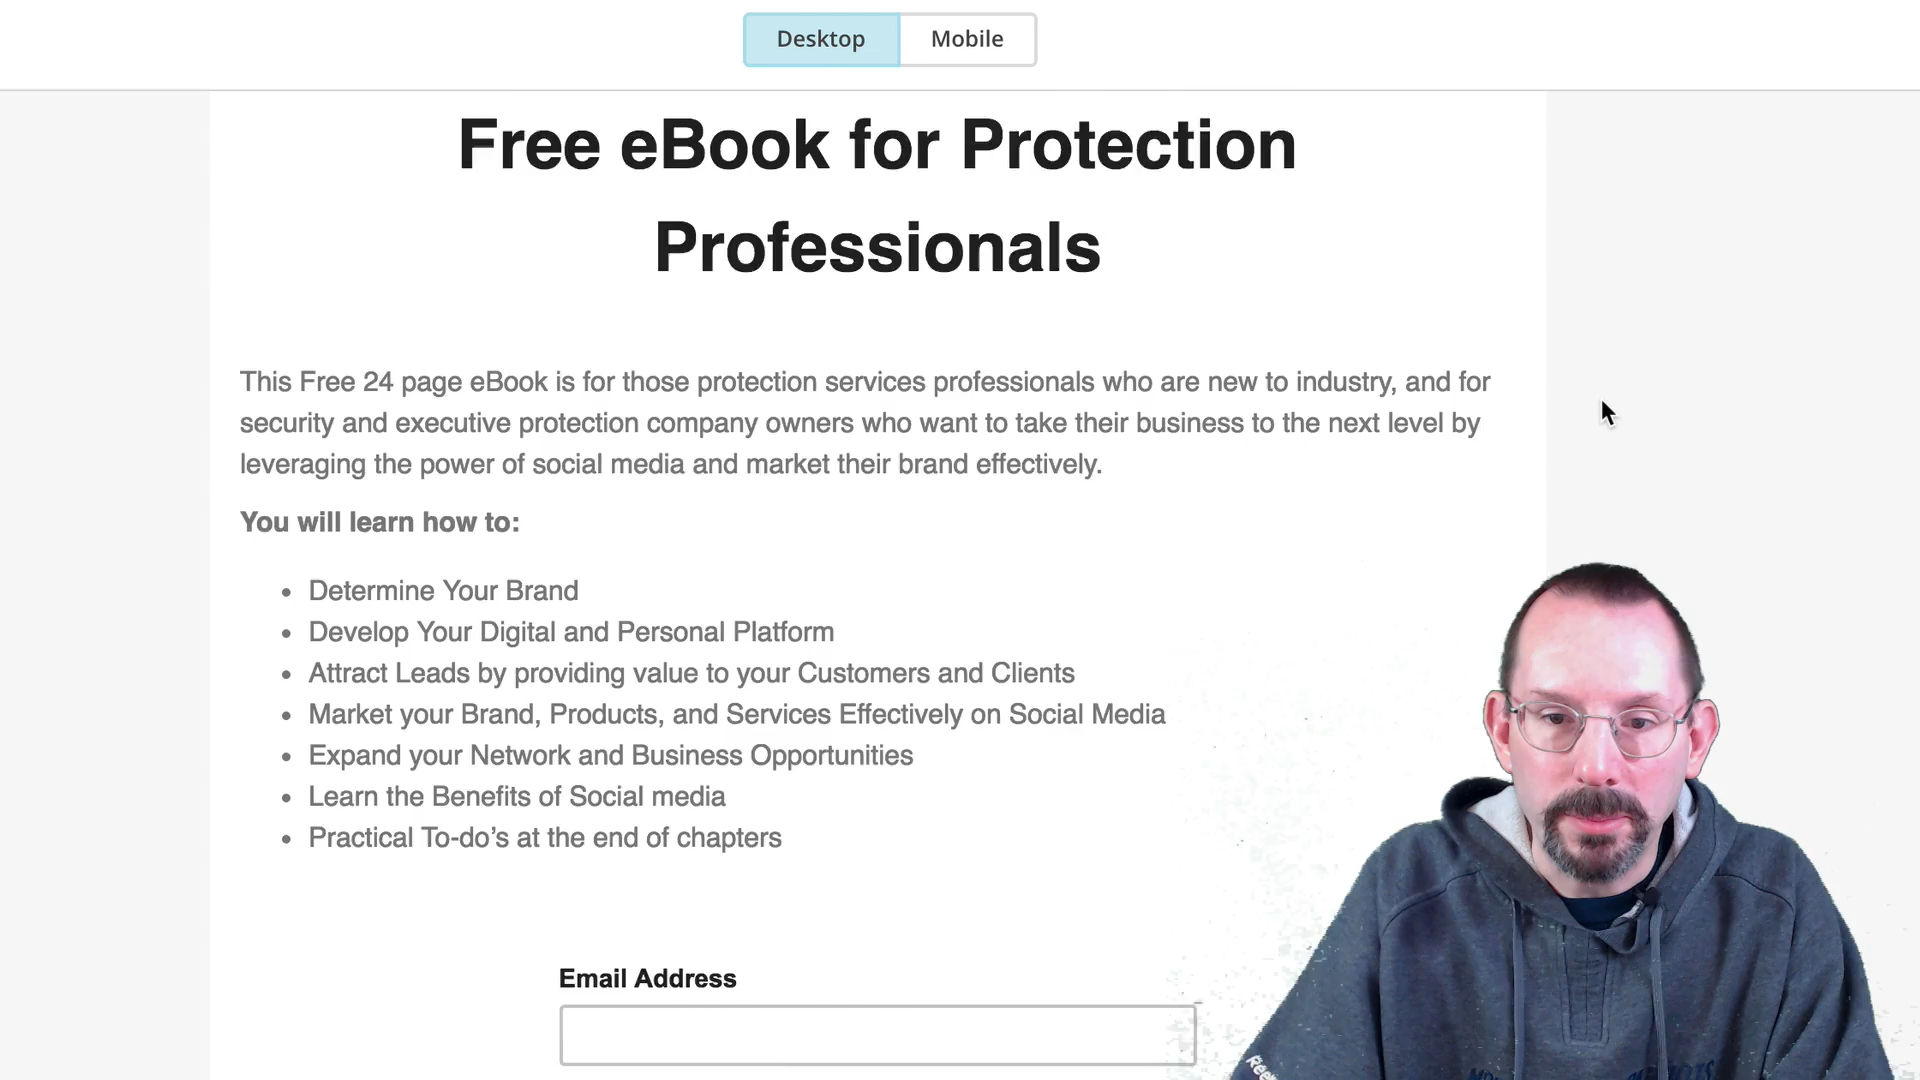 Desktop
Mobile
Free eBook for Protection
Professionals
This Free 24 page eBook is for those protection services professionals who are new to industry, and for
security and executive protection company owners who want to take their business to the next level by
leveraging the power of social media and market their brand effectively.
You will learn how to:
• Determine Your Brand
• Develop Your Digital and Personal Platform
• Attract Leads by providing value to your Customers and Clients
• Market your Brand, Products, and Services Effectively on Social Media
• Expand your Network and Business Opportunities
• Learn the Benefits of Social media
• Practical To-do’s at the end of chapters
Email Address